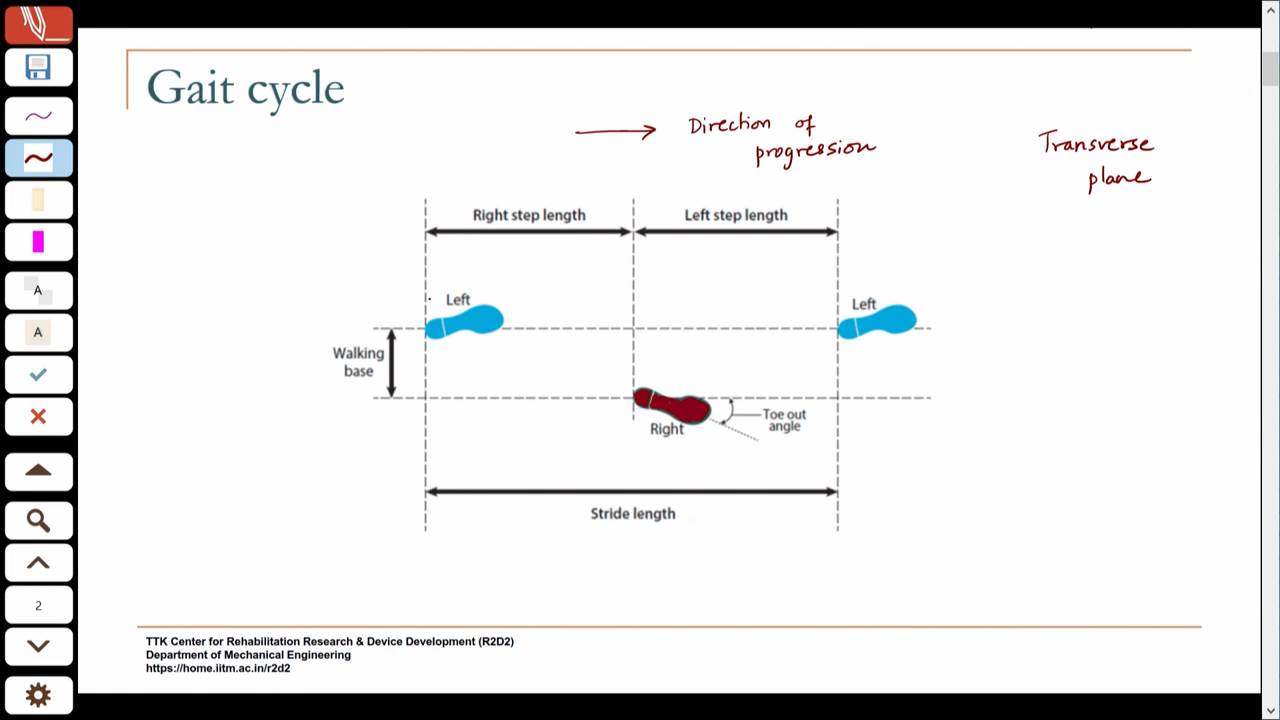 Gait cycle
Direction of
progression
Transverse
plane
Right step length
Left step length
Left
Left
Walking
base
Toe out
angle
Right
Stride length
TTK Center for Rehabilitation Research & Device Development (R2D2)
Department of Mechanical Engineering
https://home.iitm.ac.in/r2d2
A
A
2